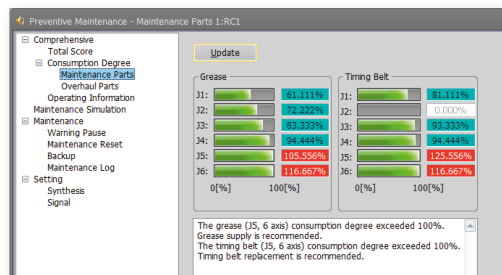 Preventive Maintenance - Maintenance Parts 1:RC1
Comprehensive
Total Score
Consumption Degree
Maintenance Parts
Overhaul Parts
Operating Information
Maintenance Simulation
Maintenance
Warning Pause
Maintenance Reset
Backup
Maintenance Log
Setting
Synthesis
Signal
Update
Grease
J1: 61.111%
J2: 72.222%
J3: 83.333%
J4: 94.444%
J5: 105.556%
J6: 116.667%
0[%] 100[%]
Timing Belt
J1: 81.111%
J2: 0.000%
J3: 93.333%
J4: 94.444%
J5: 125.556%
J6: 116.667%
0[%] 100[%]
The grease (J5, 6 axis) consumption degree exceeded 100%.
Grease supply is recommended.
The timing belt (J5, 6 axis) consumption degree exceeded 100%.
Timing belt replacement is recommended.